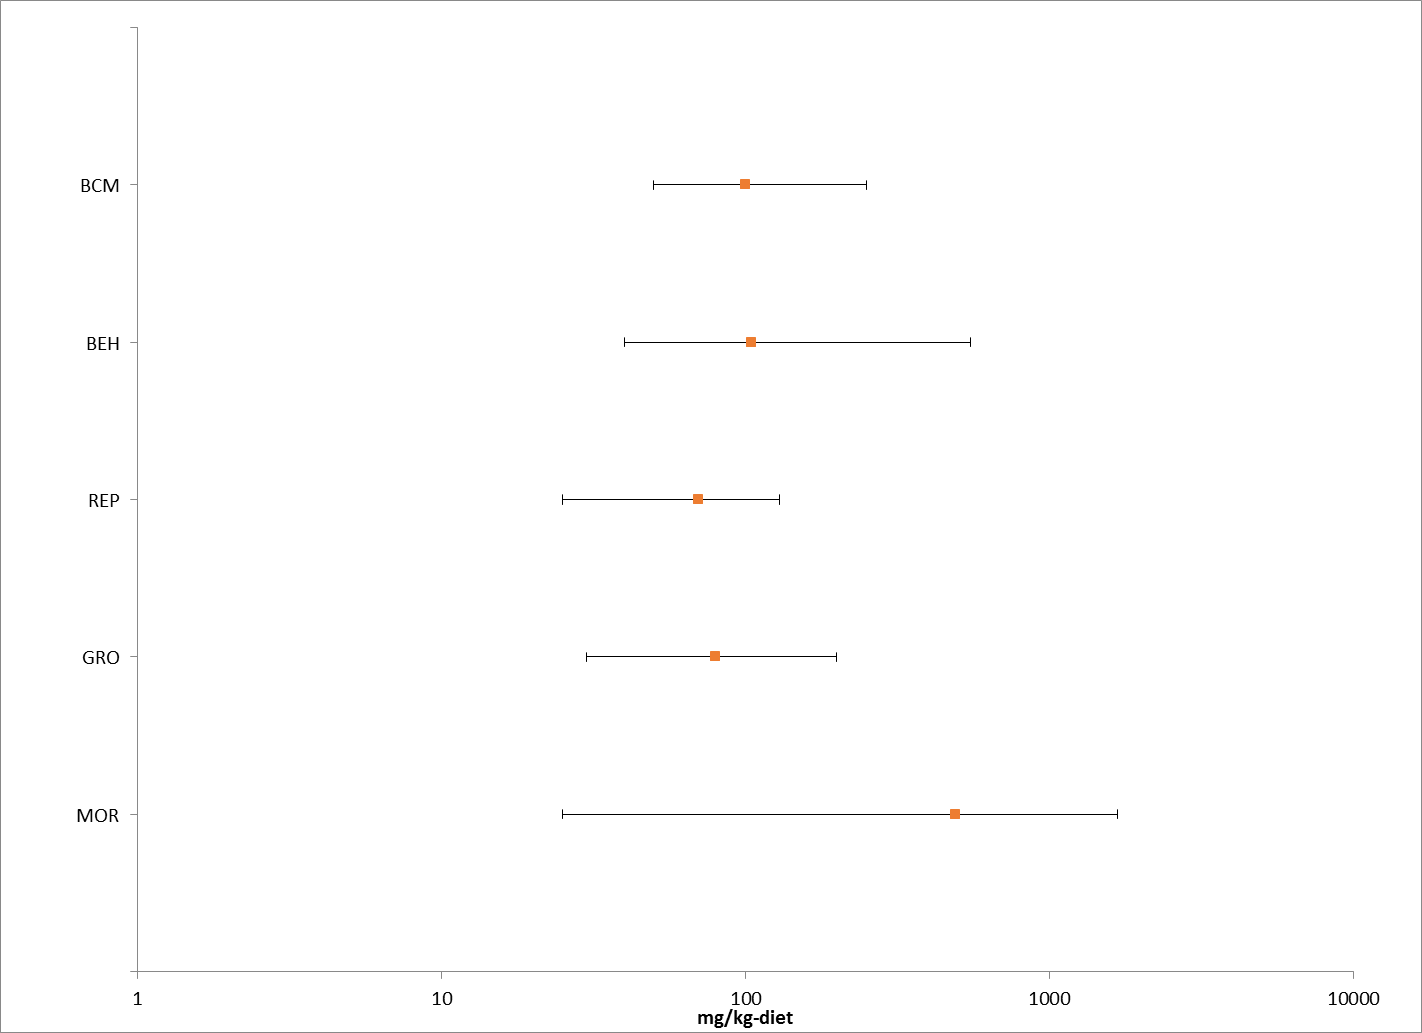 BCM
BEH
REP
GRO
MOR
1 10 100 1000 10000
mg/kg-diet